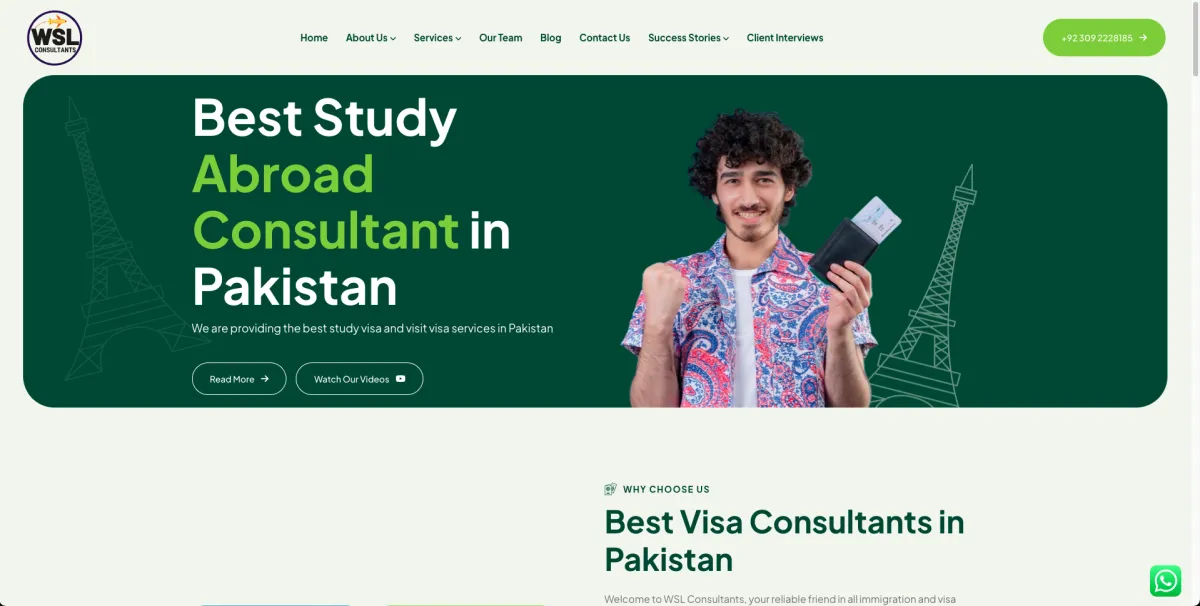 WSL
CONSULTANTS
Home About Us Services Our Team Blog Contact Us Success Stories Client Interviews
+92 309 2228185
Best Study
Abroad
Consultant in
Pakistan
We are providing the best study visa and visit visa services in Pakistan
Read More
Watch Our Videos
WHY CHOOSE US
Best Visa Consultants in
Pakistan
Welcome to WSL Consultants, your reliable friend in all immigration and visa